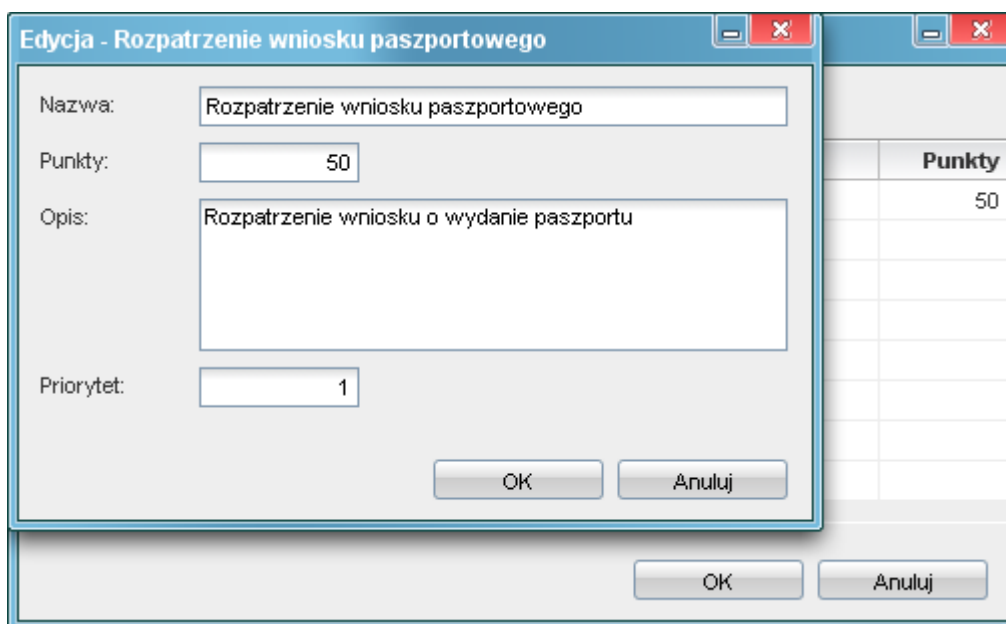 Edycja - Rozpatrzenie wniosku paszportowego
Nazwa:
Rozpatrzenie wniosku paszportowego
Punkty:
50
Opis:
Rozpatrzenie wniosku o wydanie paszportu
Priorytet:
1
OK
Anuluj
Punkty
50
OK
Anuluj